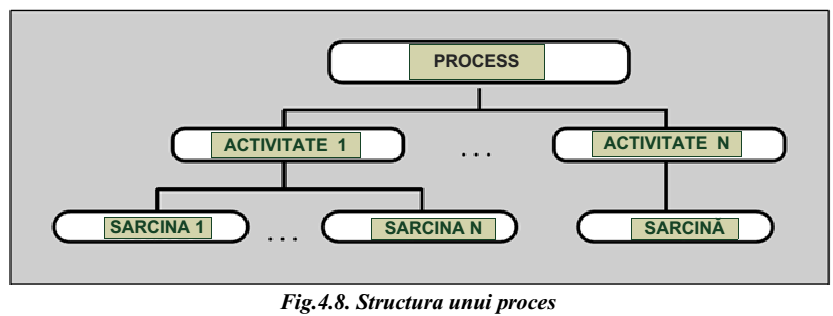 PROCESS
ACTIVITATE 1 ... ACTIVITATE N
SARCINA 1 ... SARCINA N SARCINĂ
Fig.4.8. Structura unui proces